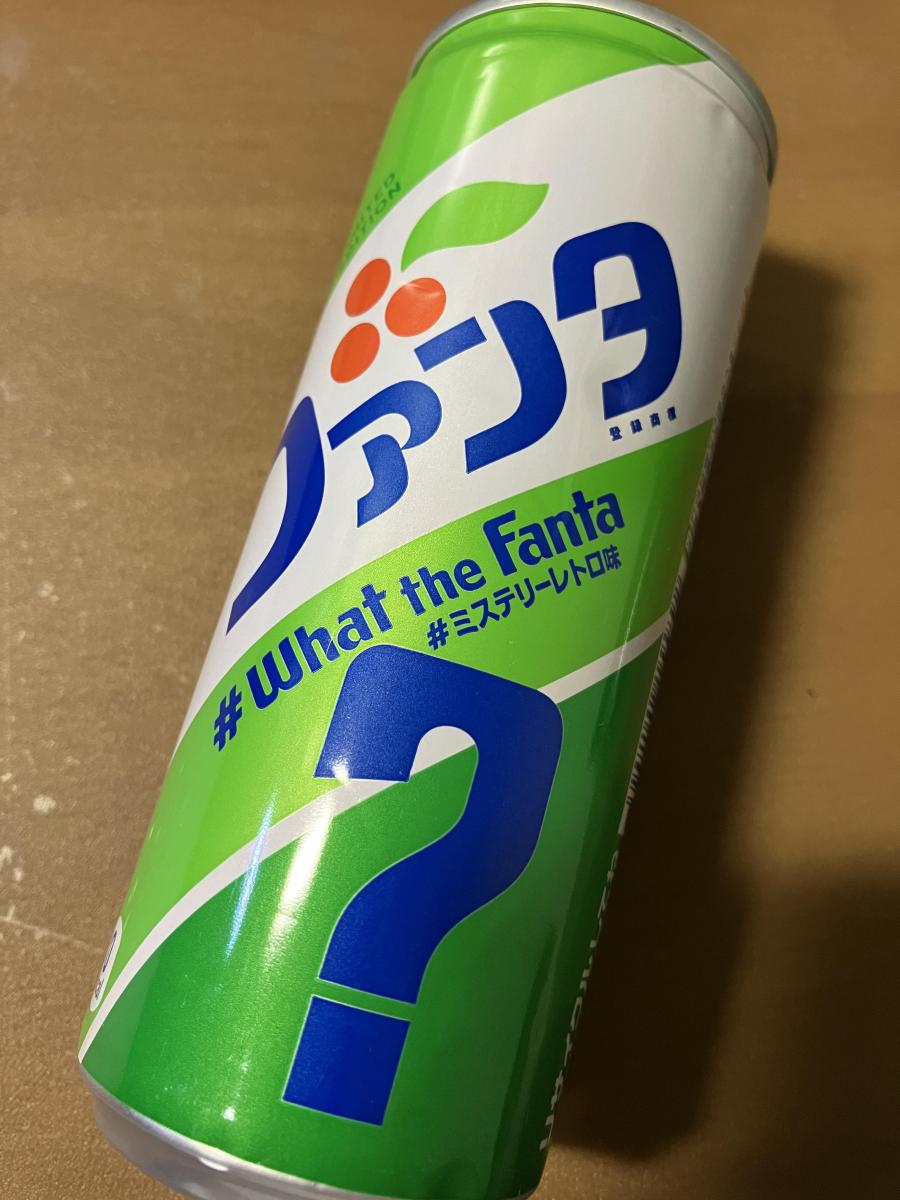 EDITION
ファンタ
登録商標
#What the Fanta
#ミステリーレトロ味
?